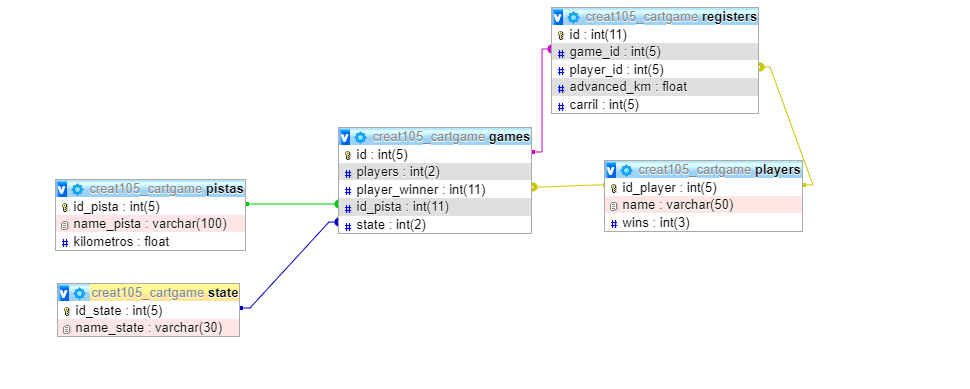 creat105_cartgame registers
id : int(11)
game_id : int(5)
player_id : int(5)
advanced_km : float
carril : int(5)
creat105_cartgame games
id : int(5)
players : int(2)
player_winner : int(11)
id_pista : int(11)
state : int(2)
creat105_cartgame players
id_player : int(5)
name : varchar(50)
wins : int(3)
creat105_cartgame pistas
id_pista : int(5)
name_pista : varchar(100)
kilometros : float
creat105_cartgame state
id_state : int(5)
name_state : varchar(30)